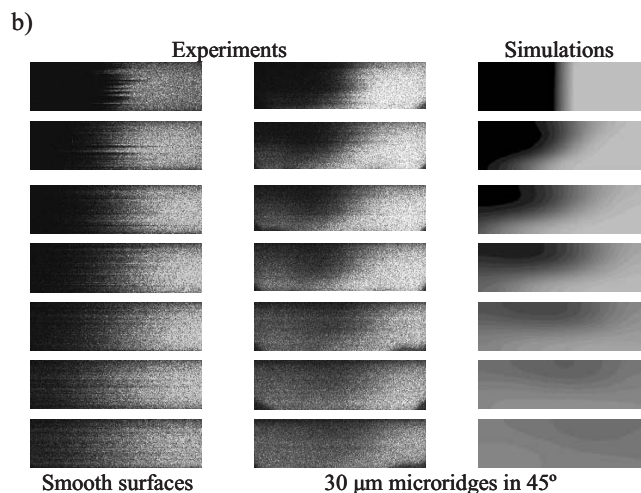 b)
Experiments Simulations
Smooth surfaces 30 μm microridges in 45º